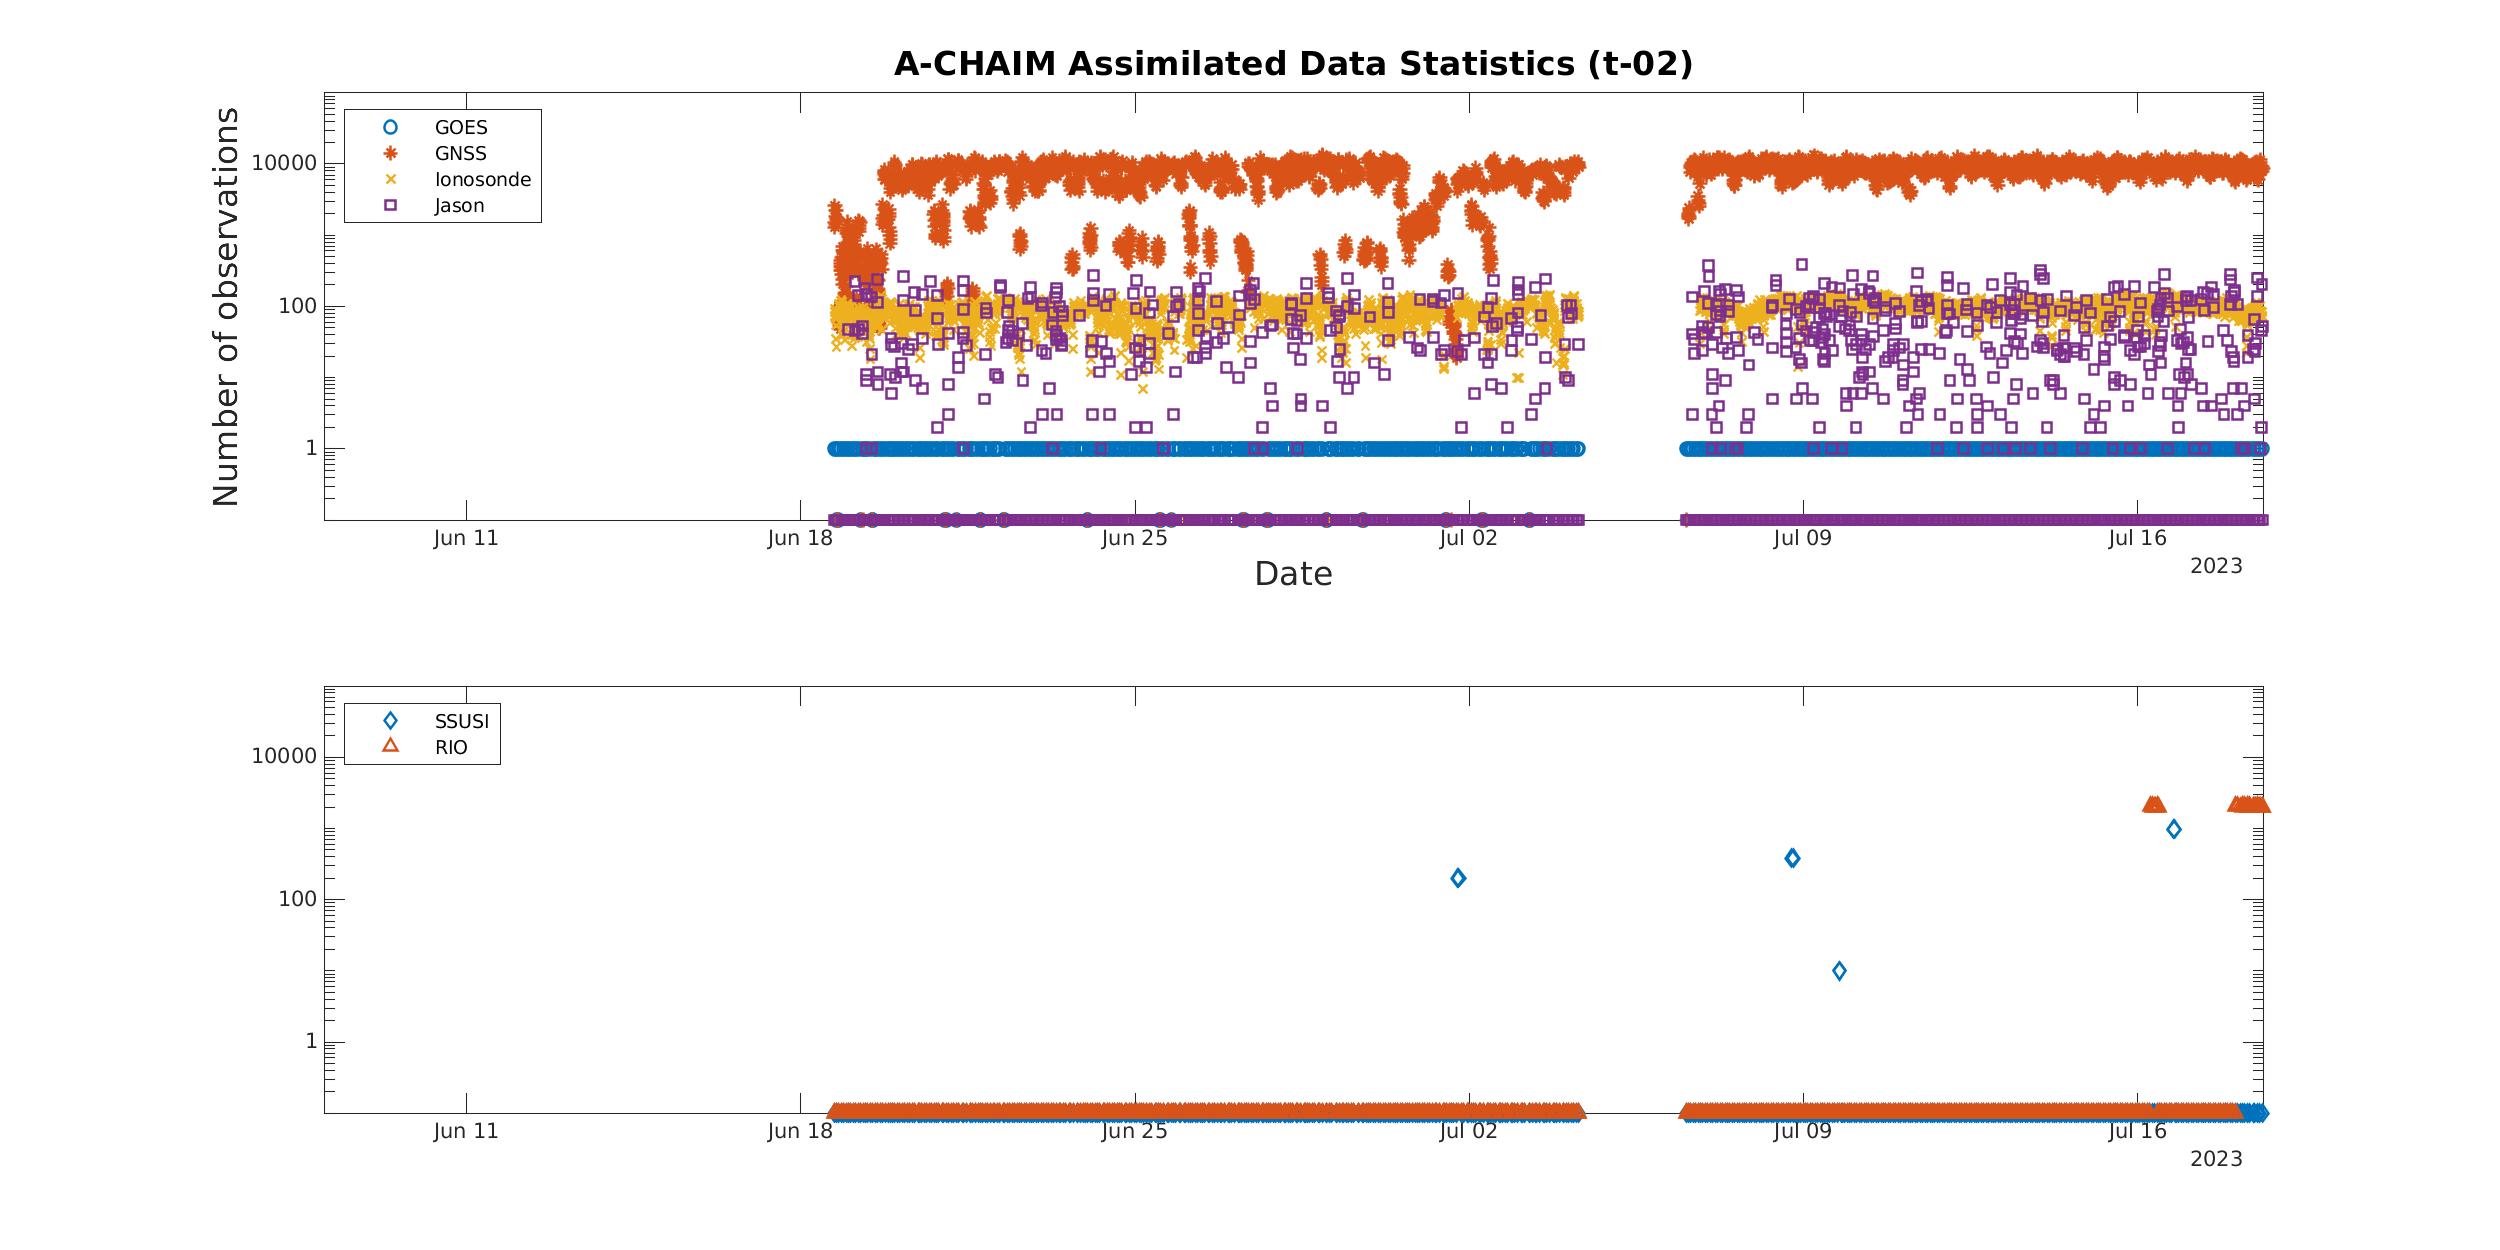 A-CHAIM Assimilated Data Statistics (t-02)
Number of observations
GOES
GNSS
Ionosonde
Jason
10000
100
1
Jun 11 Jun 18 Jun 25 Jul 02 Jul 09 Jul 16
2023
Date
SSUSI
RIO
10000
100
1
Jun 11 Jun 18 Jun 25 Jul 02 Jul 09 Jul 16
2023